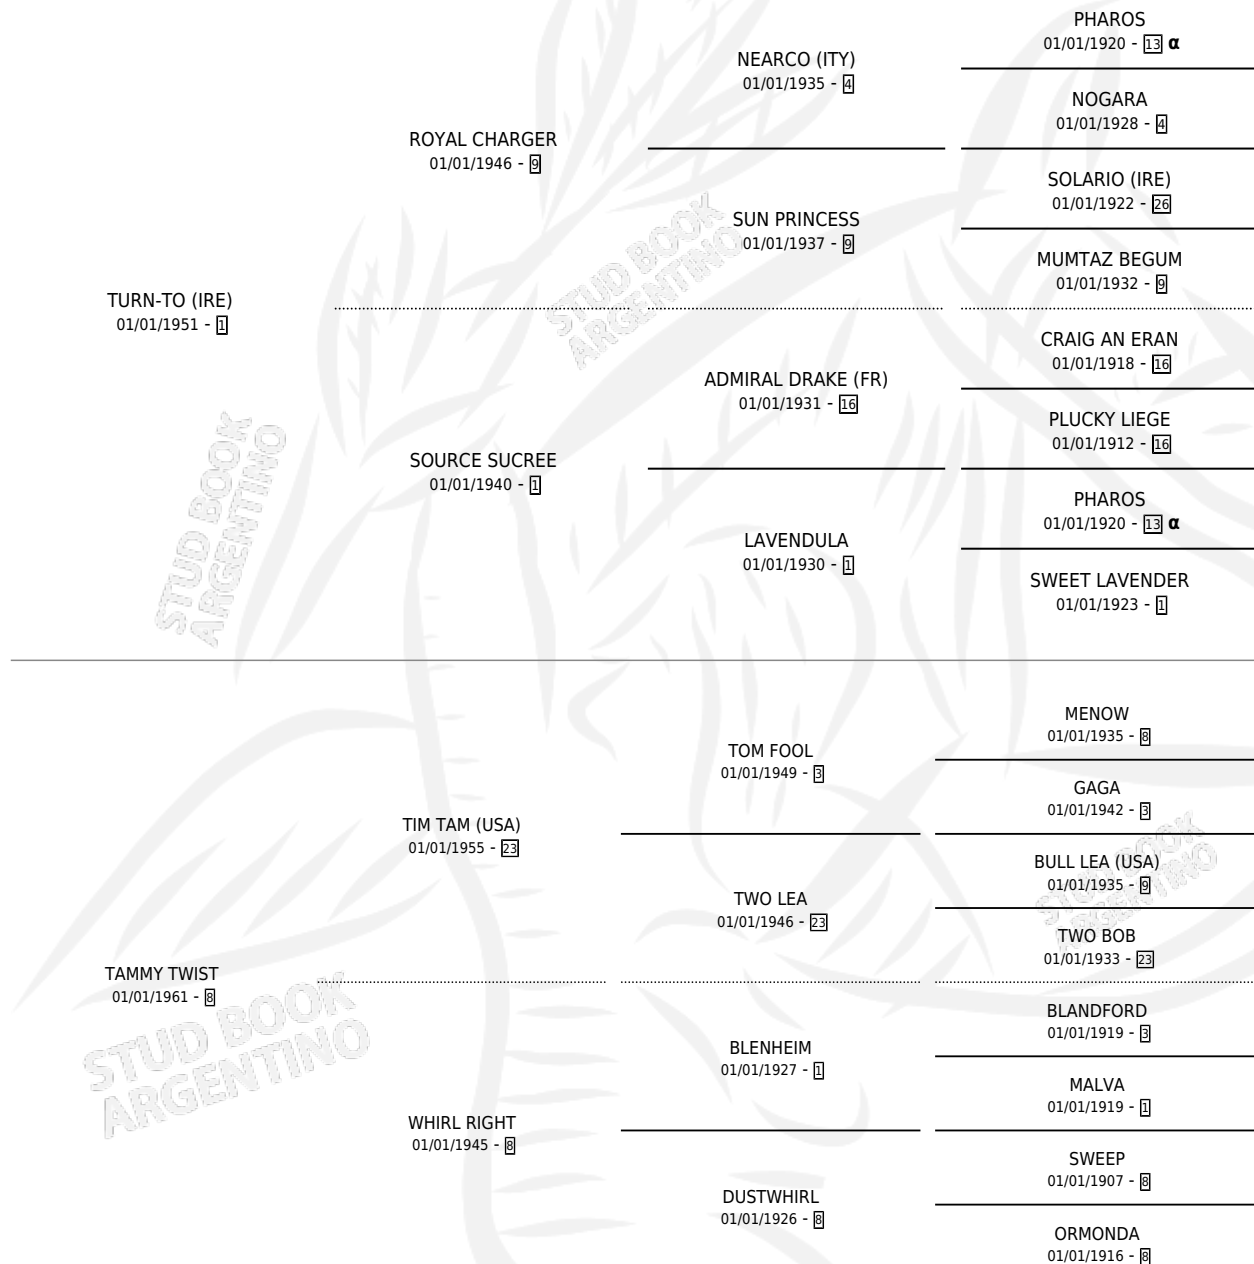 PHAROS
01/01/1920 - 13 α
NEARCO (ITY)
01/01/1935 - 4
NOGARA
01/01/1928 - 4
ROYAL CHARGER
01/01/1946 - 9
SOLARIO (IRE)
01/01/1922 - 26
SUN PRINCESS
01/01/1937 - 9
MUMTAZ BEGUM
01/01/1932 - 9
TURN-TO (IRE)
01/01/1951 - 1
CRAIG AN ERAN
01/01/1918 - 16
ADMIRAL DRAKE (FR)
01/01/1931 - 16
PLUCKY LIEGE
01/01/1912 - 16
SOURCE SUCREE
01/01/1940 - 1
PHAROS
01/01/1920 - 13 α
LAVENDULA
01/01/1930 - 1
SWEET LAVENDER
01/01/1923 - 1
MENOW
01/01/1935 - 8
TOM FOOL
01/01/1949 - 3
GAGA
01/01/1942 - 3
TIM TAM (USA)
01/01/1955 - 23
BULL LEA (USA)
01/01/1935 - 9
TWO LEA
01/01/1946 - 23
TWO BOB
01/01/1933 - 23
TAMMY TWIST
01/01/1961 - 8
BLANDFORD
01/01/1919 - 3
BLENHEIM
01/01/1927 - 1
MALVA
01/01/1919 - 1
WHIRL RIGHT
01/01/1945 - 8
SWEEP
01/01/1907 - 8
DUSTWHIRL
01/01/1926 - 8
ORMONDA
01/01/1916 - 8
STUD BOOK
ARGENTINO
STUD BOOK
ARGENTINO
STUD BOOK
ARGENTINO
STUD BOOK
ARGENTINO